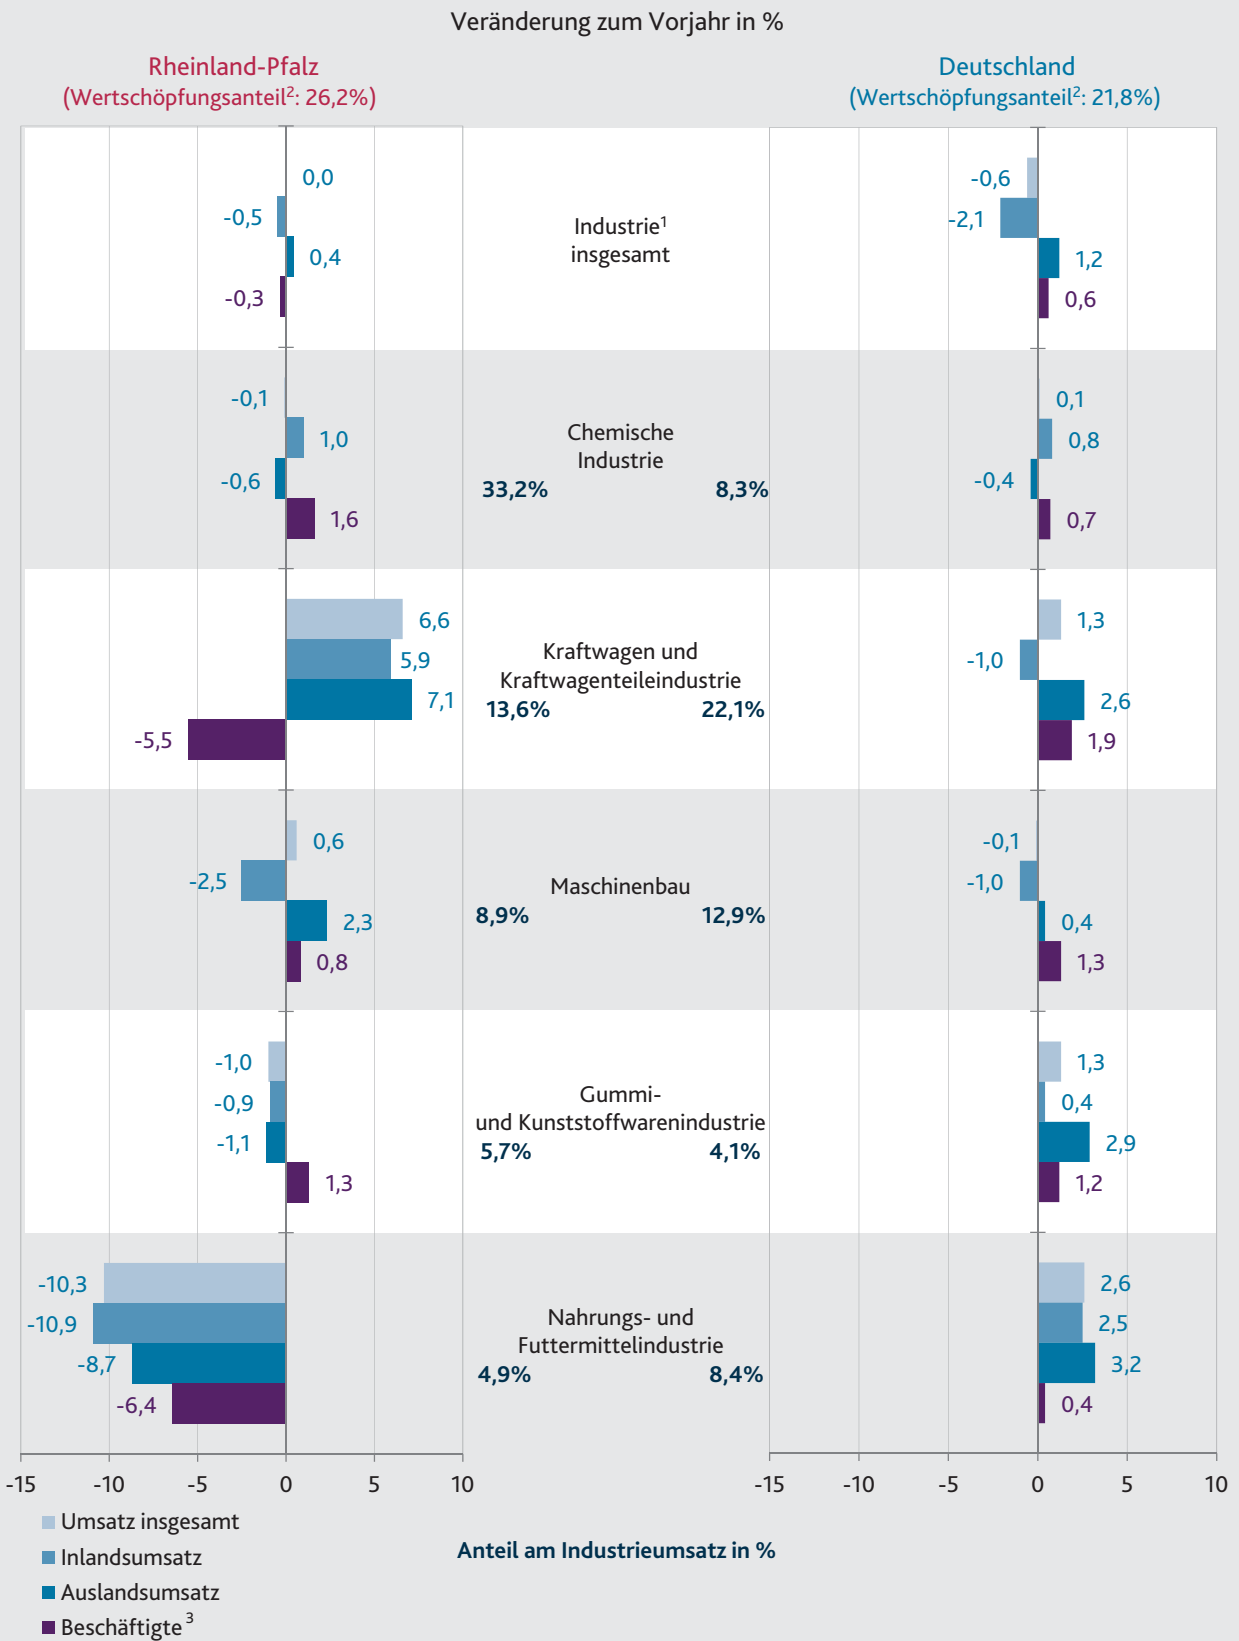 Veränderung zum Vorjahr in %
Rheinland-Pfalz
(Wertschöpfungsanteil²: 26,2%)
Deutschland
(Wertschöpfungsanteil²: 21,8%)
0,0
-0,5
0,4
-0,3
Industrie¹
insgesamt
-0,6
-2,1
1,2
0,6
-0,1
1,0
-0,6
1,6
Chemische
Industrie
33,2% 8,3%
0,1
0,8
-0,4
0,7
6,6
5,9
7,1
-5,5
Kraftwagen und
Kraftwagenteileindustrie
13,6% 22,1%
1,3
-1,0
2,6
1,9
0,6
-2,5
2,3
0,8
Maschinenbau
8,9% 12,9%
-0,1
-1,0
0,4
1,3
-1,0
-0,9
-1,1
1,3
Gummi-
und Kunststoffwarenindustrie
5,7% 4,1%
1,3
0,4
2,9
1,2
-10,3
-10,9
-8,7
-6,4
Nahrungs- und
Futtermittelindustrie
4,9% 8,4%
2,6
2,5
3,2
0,4
-15 -10 -5 0 5 10
-15 -10 -5 0 5 10
Umsatz insgesamt
Inlandsumsatz
Auslandsumsatz
Beschäftigte ³
Anteil am Industrieumsatz in %